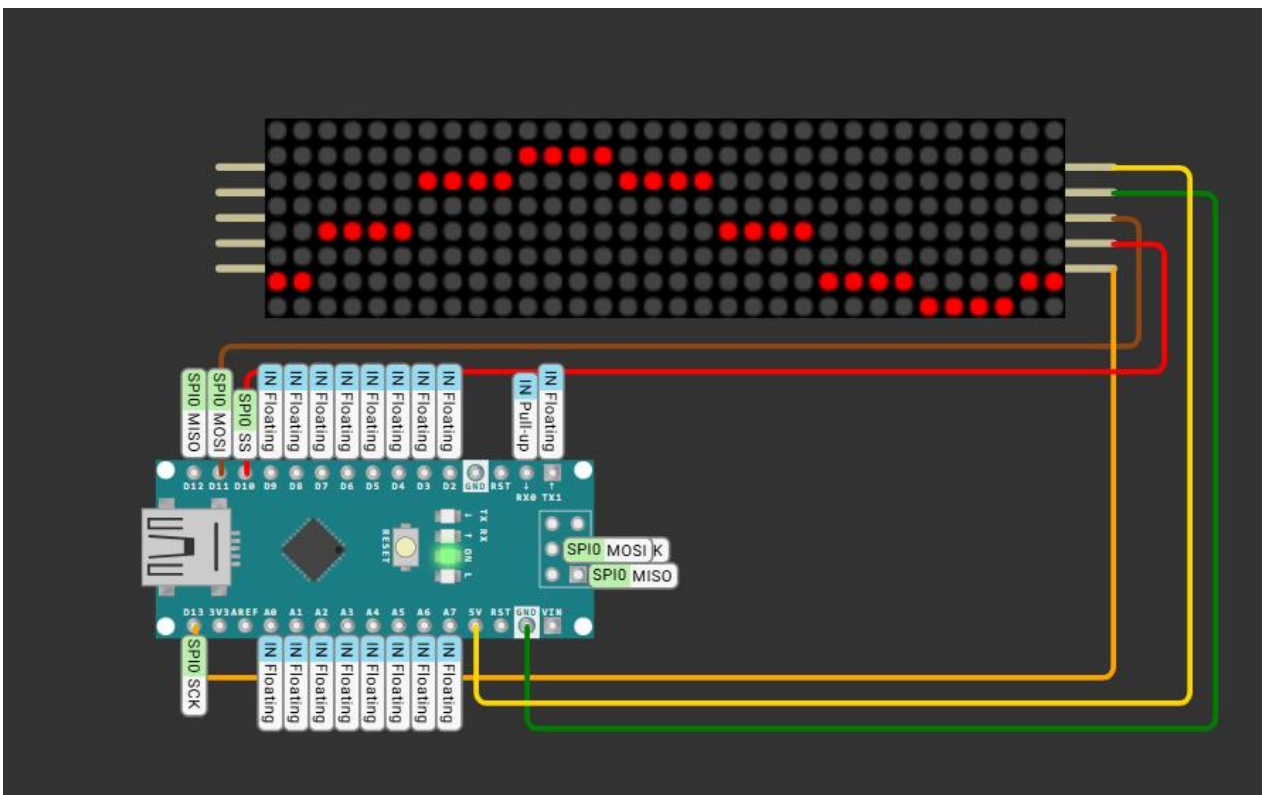 SPI0 MISO
SPI0 MOSI
SPI0 SS
IN Floating
IN Floating
IN Floating
IN Floating
IN Floating
IN Floating
IN Floating
IN Floating
IN Pull-up
IN Floating
D12 D11 D10 D9 D8 D7 D6 D5 D4 D3 D2 GND RST ↓ ↑
RX0 TX1
RESET
TX RX
↓ ↑
ON L
SPI0 MOSI K
SPI0 MISO
D13 3V3 AREF A0 A1 A2 A3 A4 A5 A6 A7 5V RST GND VIN
SPI0 SCK
IN Floating
IN Floating
IN Floating
IN Floating
IN Floating
IN Floating
IN Floating
IN Floating